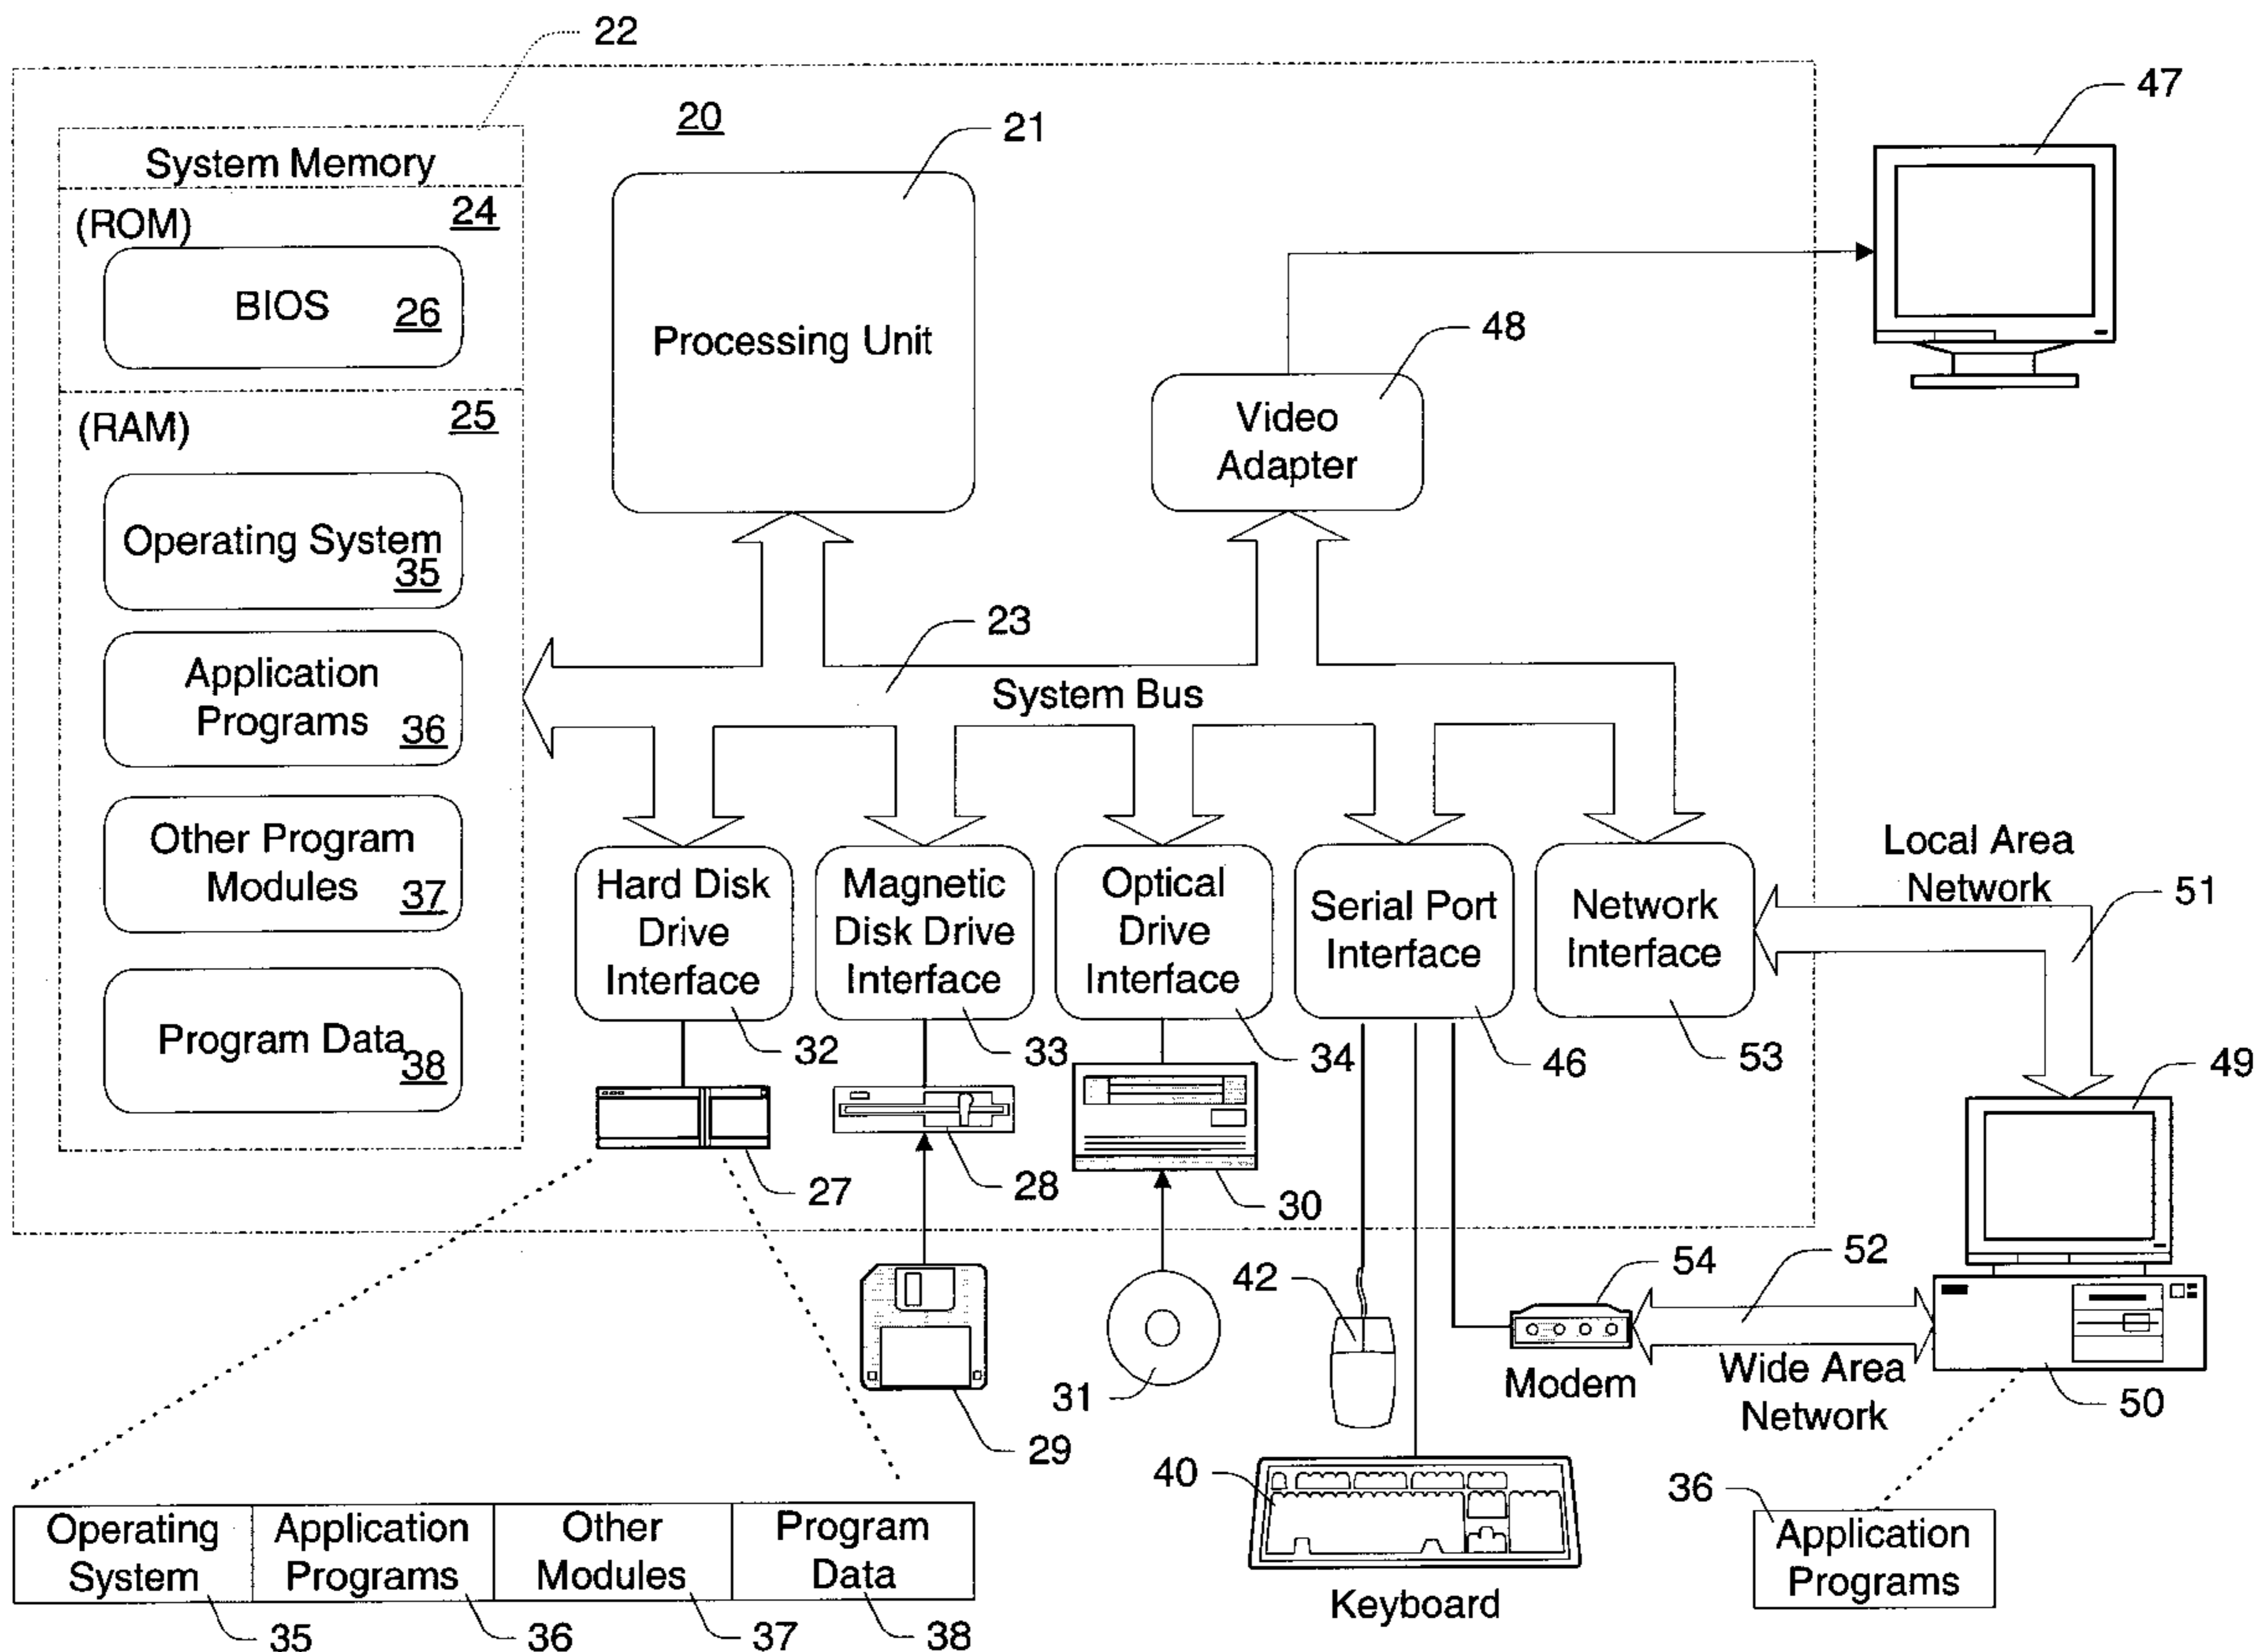 22
20
21
47
System Memory
(ROM)
24
BIOS
26
Processing Unit
48
Video
Adapter
(RAM)
25
Operating System
35
Application
Programs
36
Other Program
Modules
37
Program Data
38
23
System Bus
Hard Disk
Drive
Interface
32
Magnetic
Disk Drive
Interface
33
Optical
Drive
Interface
34
Serial Port
Interface
46
Network
Interface
53
Local Area
Network
51
49
27
28
30
29
31
42
54
Modem
52
Wide Area
Network
50
40
Keyboard
36
Application
Programs
Operating
System
35
Application
Programs
36
Other
Modules
37
Program
Data
38